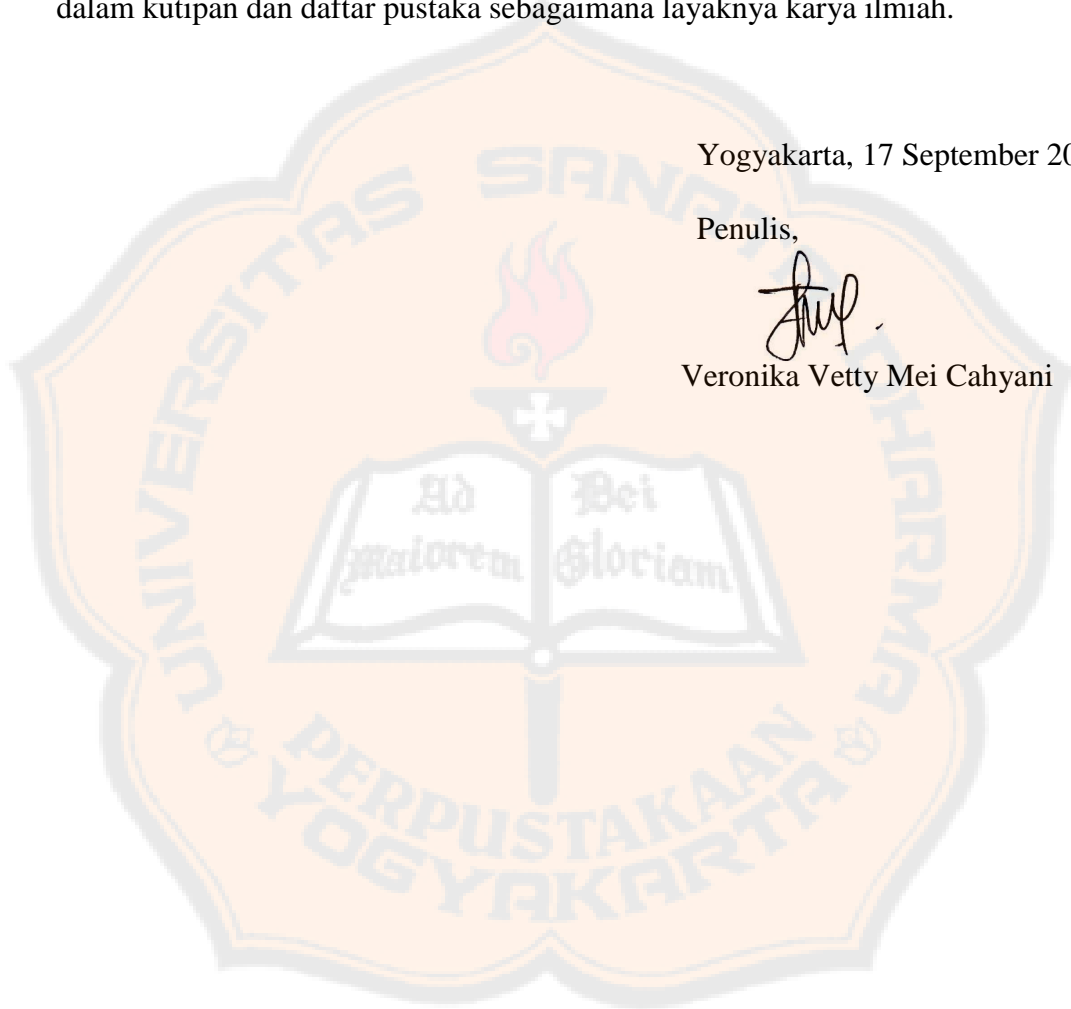 dalam kutipan dan daftar pustaka sebagaimana layaknya karya ilmiah.
Yogyakarta, 17 September 20
Penulis,
Veronika Vetty Mei Cahyani
UNIVERSITAS SANATA DHARMA
Ad Dei
Maiorem Gloriam
PERPUSTAKAAN
YOGYAKARTA